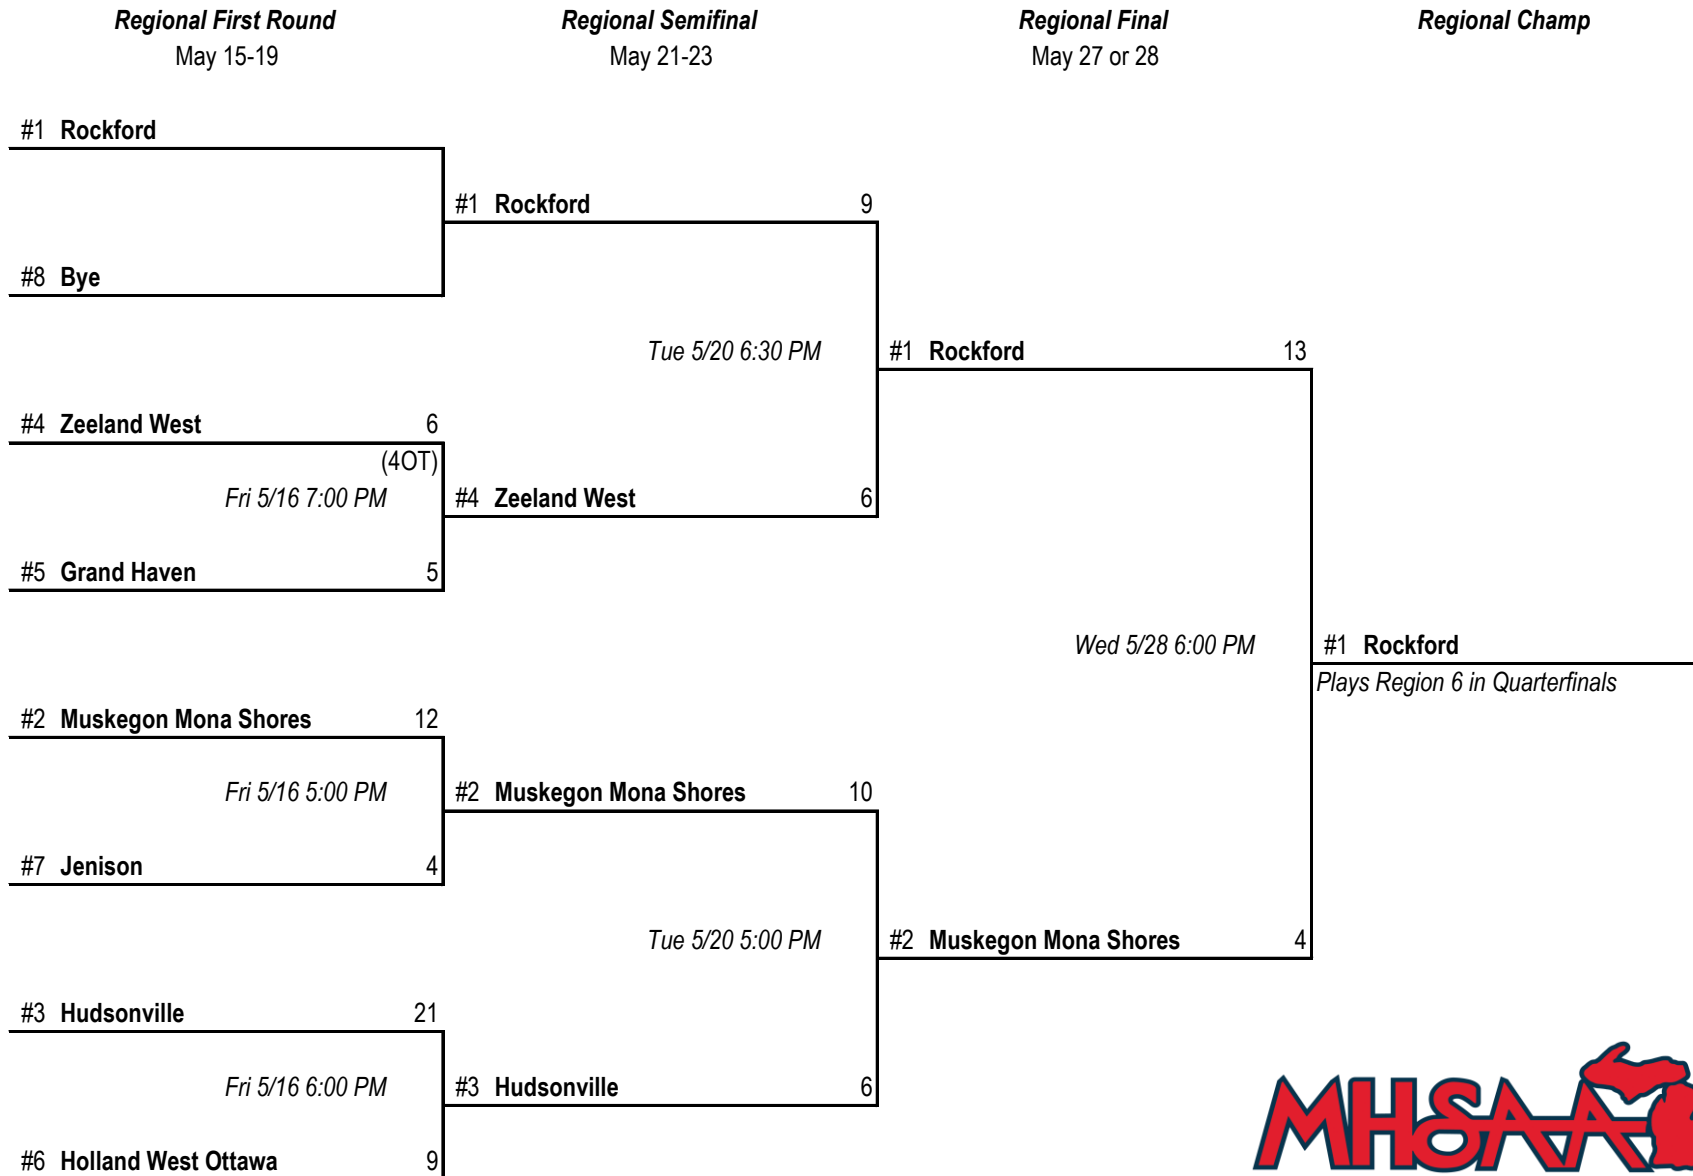 Regional First Round Regional Semifinal Regional Final Regional Champ
May 15-19 May 21-23 May 27 or 28
#1 Rockford
#1 Rockford 9
#8 Bye
Tue 5/20 6:30 PM #1 Rockford 13
#4 Zeeland West 6
(4OT)
Fri 5/16 7:00 PM #4 Zeeland West 6
#5 Grand Haven 5
Wed 5/28 6:00 PM #1 Rockford
Plays Region 6 in Quarterfinals
#2 Muskegon Mona Shores 12
Fri 5/16 5:00 PM #2 Muskegon Mona Shores 10
#7 Jenison 4
Tue 5/20 5:00 PM #2 Muskegon Mona Shores 4
#3 Hudsonville 21
Fri 5/16 6:00 PM #3 Hudsonville 6
#6 Holland West Ottawa 9
MHSAA